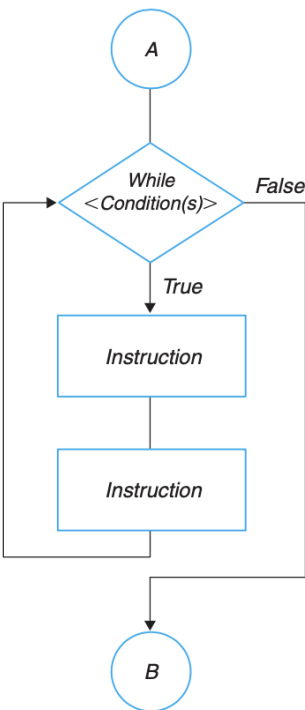 A
While
<Condition(s)>
False
True
Instruction
Instruction
B